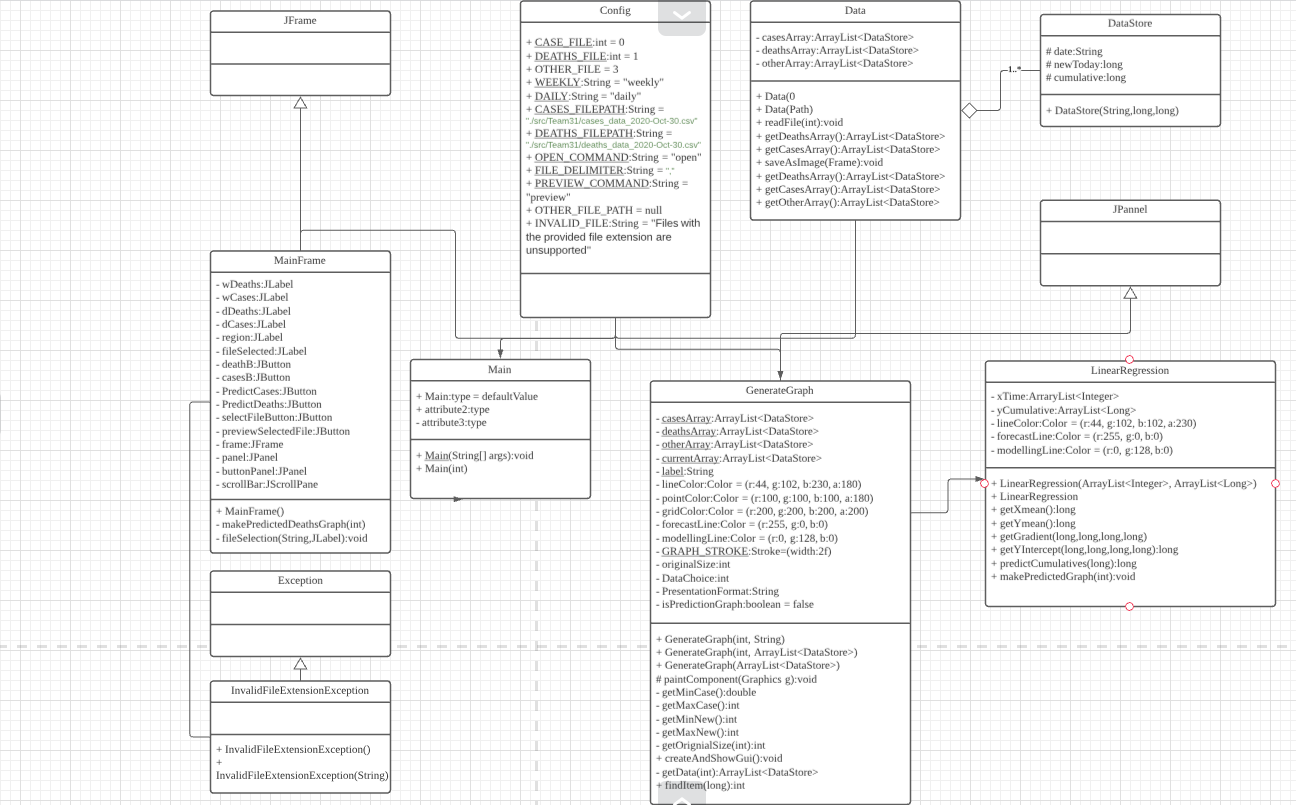 JFrame
Config
+ CASE_FILE:int = 0
+ DEATHS_FILE:int = 1
+ OTHER_FILE = 3
+ WEEKLY:String = "weekly"
+ DAILY:String = "daily"
+ CASES_FILEPATH:String =
"./src/Team31/cases_data_2020-Oct-30.csv"
+ DEATHS_FILEPATH:String =
"./src/Team31/deaths_data_2020-Oct-30.csv"
+ OPEN_COMMAND:String = "open"
+ FILE_DELIMITER:String = ","
+ PREVIEW_COMMAND:String =
"preview"
+ OTHER_FILE_PATH = null
+ INVALID_FILE:String = "Files with
the provided file extension are
unsupported"
Data
- casesArray:ArrayList<DataStore>
- deathsArray:ArrayList<DataStore>
- otherArray:ArrayList<DataStore>
+ Data(0
+ Data(Path)
+ readFile(int):void
+ getDeathsArray():ArrayList<DataStore>
+ getCasesArray():ArrayList<DataStore>
+ saveAsImage(Frame):void
+ getDeathsArray():ArrayList<DataStore>
+ getCasesArray():ArrayList<DataStore>
+ getOtherArray():ArrayList<DataStore>
1..*
DataStore
# date:String
# newToday:long
# cumulative:long
+ DataStore(String,long,long)
JPannel
MainFrame
- wDeaths:JLabel
- wCases:JLabel
- dDeaths:JLabel
- dCases:JLabel
- region:JLabel
- fileSelected:JLabel
- deathB:JButton
- casesB:JButton
- PredictCases:JButton
- PredictDeaths:JButton
- selectFileButton:JButton
- previewSelectedFile:JButton
- frame:JFrame
- panel:JPanel
- buttonPanel:JPanel
- scrollBar:JScrollPane
+ MainFrame()
- makePredictedDeathsGraph(int)
- fileSelection(String,JLabel):void
Main
+ Main:type = defaultValue
+ attribute2:type
- attribute3:type
+ Main(String[] args):void
+ Main(int)
GenerateGraph
- casesArray:ArrayList<DataStore>
- deathsArray:ArrayList<DataStore>
- otherArray:ArrayList<DataStore>
- currentArray:ArrayList<DataStore>
- label:String
- lineColor:Color = (r:44, g:102, b:230, a:180)
- pointColor:Color = (r:100, g:100, b:100, a:180)
- gridColor:Color = (r:200, g:200, b:200, a:200)
- forecastLine:Color = (r:255, g:0, b:0)
- modellingLine:Color = (r:0, g:128, b:0)
- GRAPH_STROKE:Stroke=(width:2f)
- originalSize:int
- DataChoice:int
- PresentationFormat:String
- isPredictionGraph:boolean = false
+ GenerateGraph(int, String)
+ GenerateGraph(int, ArrayList<DataStore>)
+ GenerateGraph(ArrayList<DataStore>)
# paintComponent(Graphics g):void
- getMinCase():double
- getMaxCase():int
- getMinNew():int
- getMaxNew():int
- getOrignialSize(int):int
+ createAndShowGui():void
- getData(int):ArrayList<DataStore>
+ findItem(long):int
LinearRegression
- xTime:ArraryList<Integer>
- yCumulative:ArrayList<Long>
- lineColor:Color = (r:44, g:102, b:102, a:230)
- forecastLine:Color = (r:255, g:0, b:0)
- modellingLine:Color = (r:0, g:128, b:0)
+ LinearRegression(ArrayList<Integer>, ArrayList<Long>)
+ LinearRegression
+ getXmean():long
+ getYmean():long
+ getGradient(long,long,long,long)
+ getYIntercept(long,long,long,long):long
+ predictCumulatives(long):long
+ makePredictedGraph(int):void
Exception
InvalidFileExtensionException
+ InvalidFileExtensionException()
+
InvalidFileExtensionException(String)